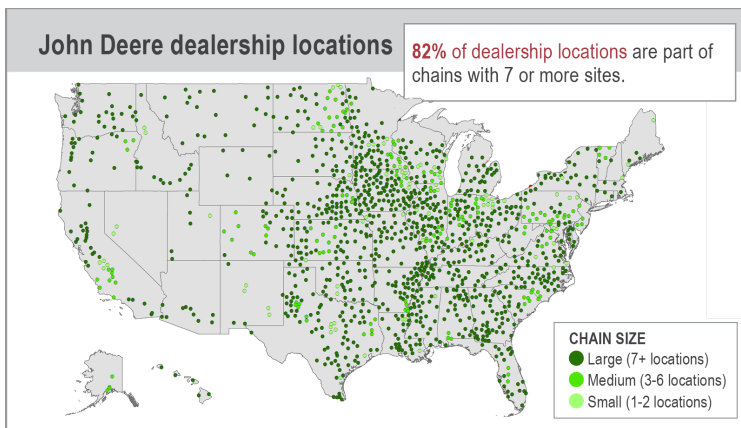 John Deere dealership locations
82% of dealership locations are part of
chains with 7 or more sites.
CHAIN SIZE
Large (7+ locations)
Medium (3-6 locations)
Small (1-2 locations)